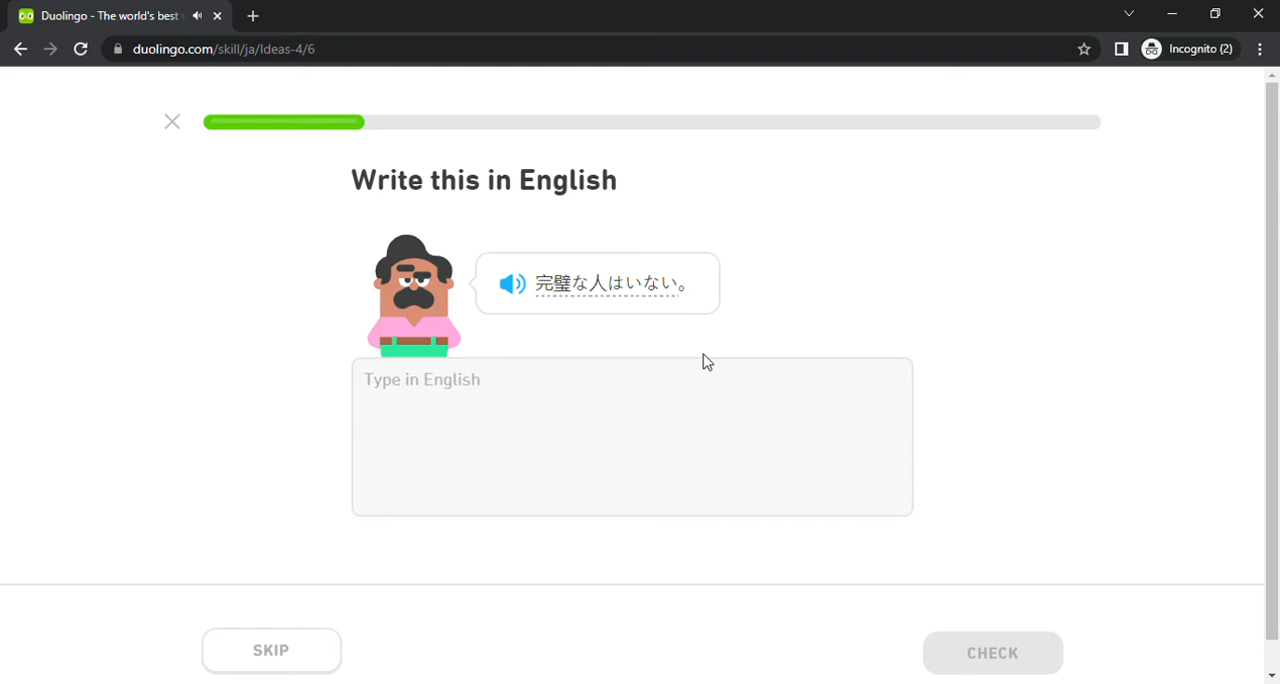 Duolingo - The world's best
duolingo.com/skill/ja/Ideas-4/6
Incognito (2)
Write this in English
完璧な人はいない。
Type in English
SKIP
CHECK